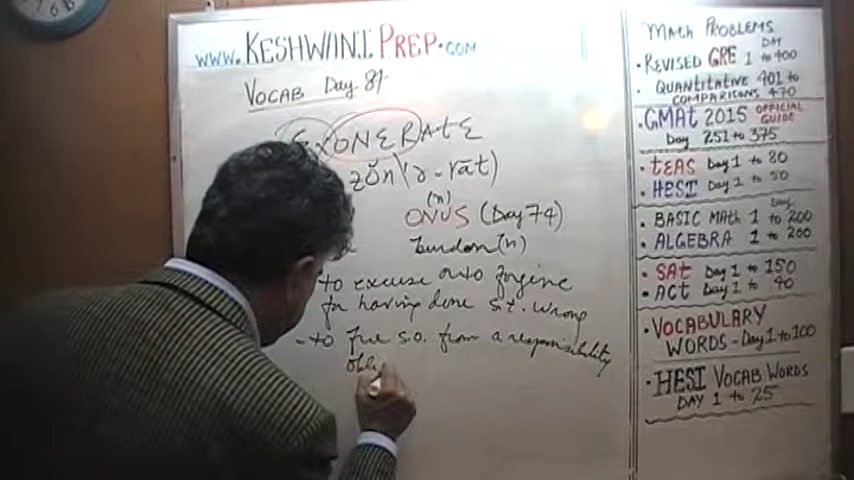 www.KESHWANIPREP.com
VOCAB Day 87
EXONERATE
zŏn(ə-rāt)
(n)
ONUS (Day 74)
burden (n)
to excuse or to forgive
for having done s.t. wrong
- to free s.o. from a responsibility
obli
MATH PROBLEMS
DAY
• REVISED GRE 1 to 400
• QUANTITATIVE 401 to
COMPARISONS 470
• GMAT 2015 OFFICIAL GUIDE
Day 251 to 375
• TEAS Day 1 to 80
• HESI Day 1 to 50
Day
• BASIC MATH 1 to 200
• ALGEBRA 1 to 200
• SAT Day 1 to 150
• ACT Day 1 to 40
• VOCABULARY
WORDS - Day 1 to 100
• HESI VOCAB WORDS
DAY 1 to 25